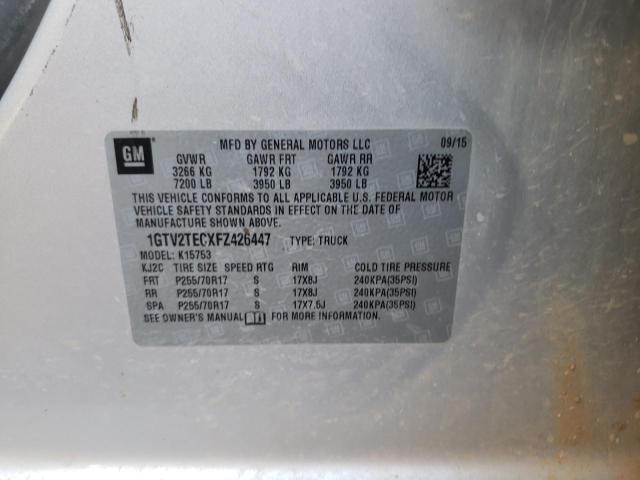 GM
MFD BY GENERAL MOTORS LLC 09/15
GVWR GAWR FRT GAWR RR
3266 KG 1792 KG 1792 KG
7200 LB 3950 LB 3950 LB
THIS VEHICLE CONFORMS TO ALL APPLICABLE U.S. FEDERAL MOTOR
VEHICLE SAFETY STANDARDS IN EFFECT ON THE DATE OF
MANUFACTURE SHOWN ABOVE.
1GTV2TECXFZ426447 TYPE: TRUCK
MODEL: K15753
KJ2C TIRE SIZE SPEED RTG RIM COLD TIRE PRESSURE
FRT P255/70R17 S 17X8J 240KPA(35PSI)
RR P255/70R17 S 17X8J 240KPA(35PSI)
SPA P255/70R17 S 17X7.5J 240KPA(35PSI)
SEE OWNER'S MANUAL FOR MORE INFORMATION.